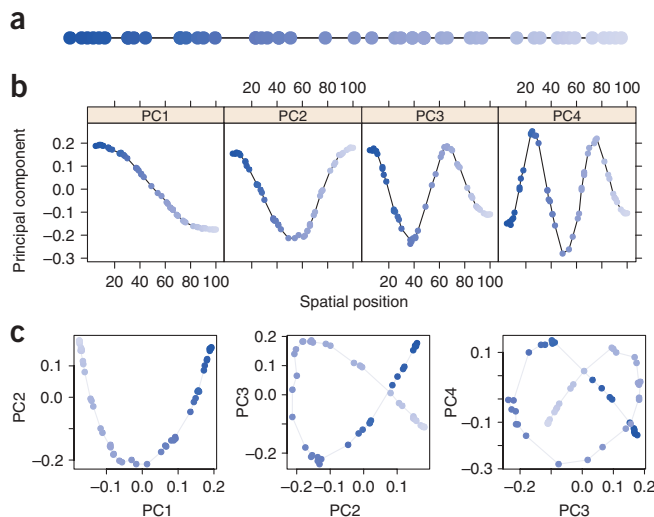 a
b
20 40 60 80 100 20 40 60 80 100
PC1 PC2 PC3 PC4
Principal component
0.2
0.1
0.0
−0.1
−0.2
−0.3
20 40 60 80 100 20 40 60 80 100
Spatial position
c
PC2
0.1
0.0
−0.2
−0.1 0.0 0.1 0.2
PC1
PC3
0.2
0.1
0.0
−0.1
−0.2
−0.2 −0.1 0.0 0.1
PC2
PC4
0.1
−0.1
−0.3
−0.2 0.0 0.1
PC3